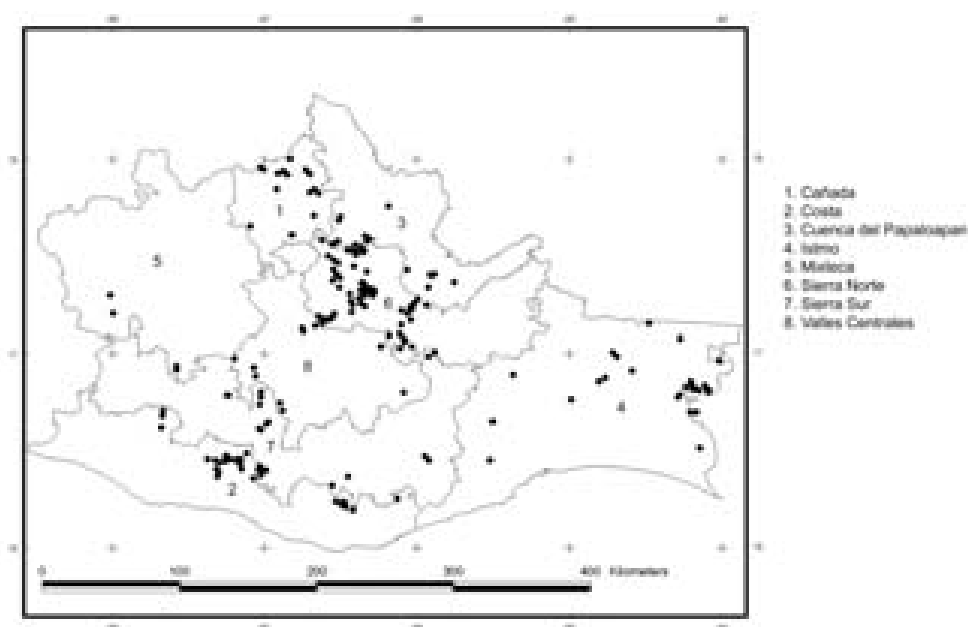 1. Cañada
2. Costa
3. Cuenca del Papaloapan
4. Istmo
5. Mixteca
6. Sierra Norte
7. Sierra Sur
8. Valles Centrales
1
3
5
6
8
4
7
2
0 100 200 300 400 Kilometers